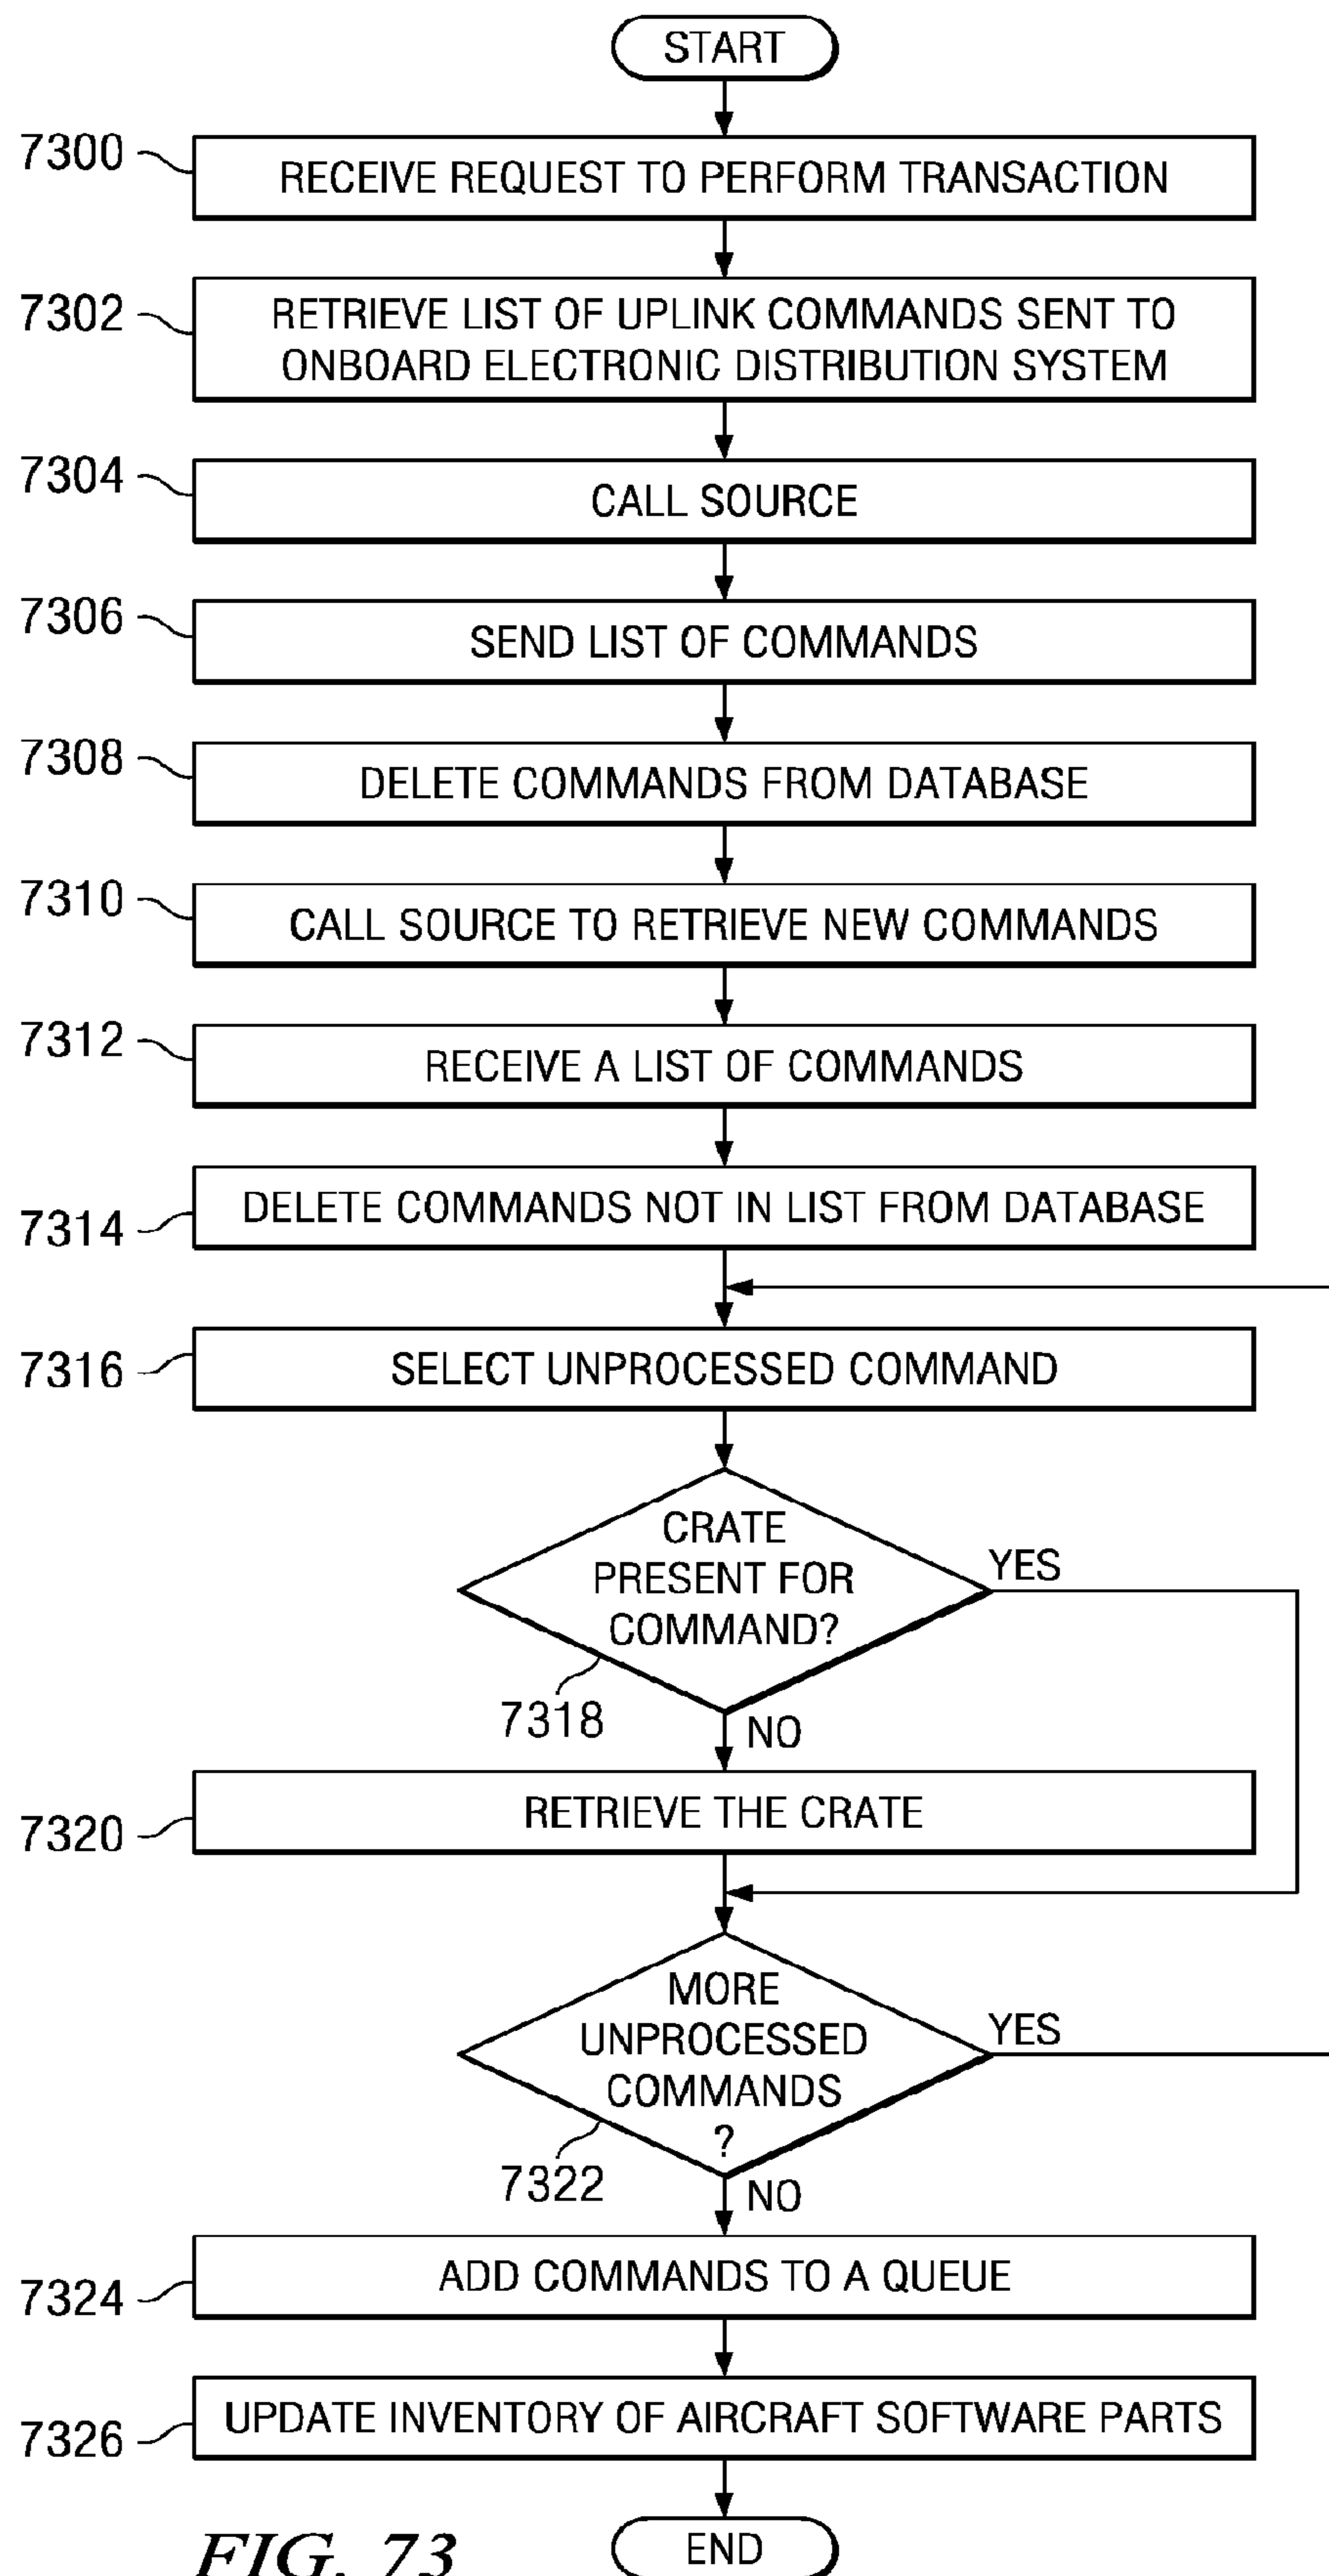 START
7300
RECEIVE REQUEST TO PERFORM TRANSACTION
7302
RETRIEVE LIST OF UPLINK COMMANDS SENT TO
ONBOARD ELECTRONIC DISTRIBUTION SYSTEM
7304
CALL SOURCE
7306
SEND LIST OF COMMANDS
7308
DELETE COMMANDS FROM DATABASE
7310
CALL SOURCE TO RETRIEVE NEW COMMANDS
7312
RECEIVE A LIST OF COMMANDS
7314
DELETE COMMANDS NOT IN LIST FROM DATABASE
7316
SELECT UNPROCESSED COMMAND
CRATE
PRESENT FOR
COMMAND?
YES
7318
NO
7320
RETRIEVE THE CRATE
MORE
UNPROCESSED
COMMANDS
?
YES
7322
NO
7324
ADD COMMANDS TO A QUEUE
7326
UPDATE INVENTORY OF AIRCRAFT SOFTWARE PARTS
END
FIG. 73